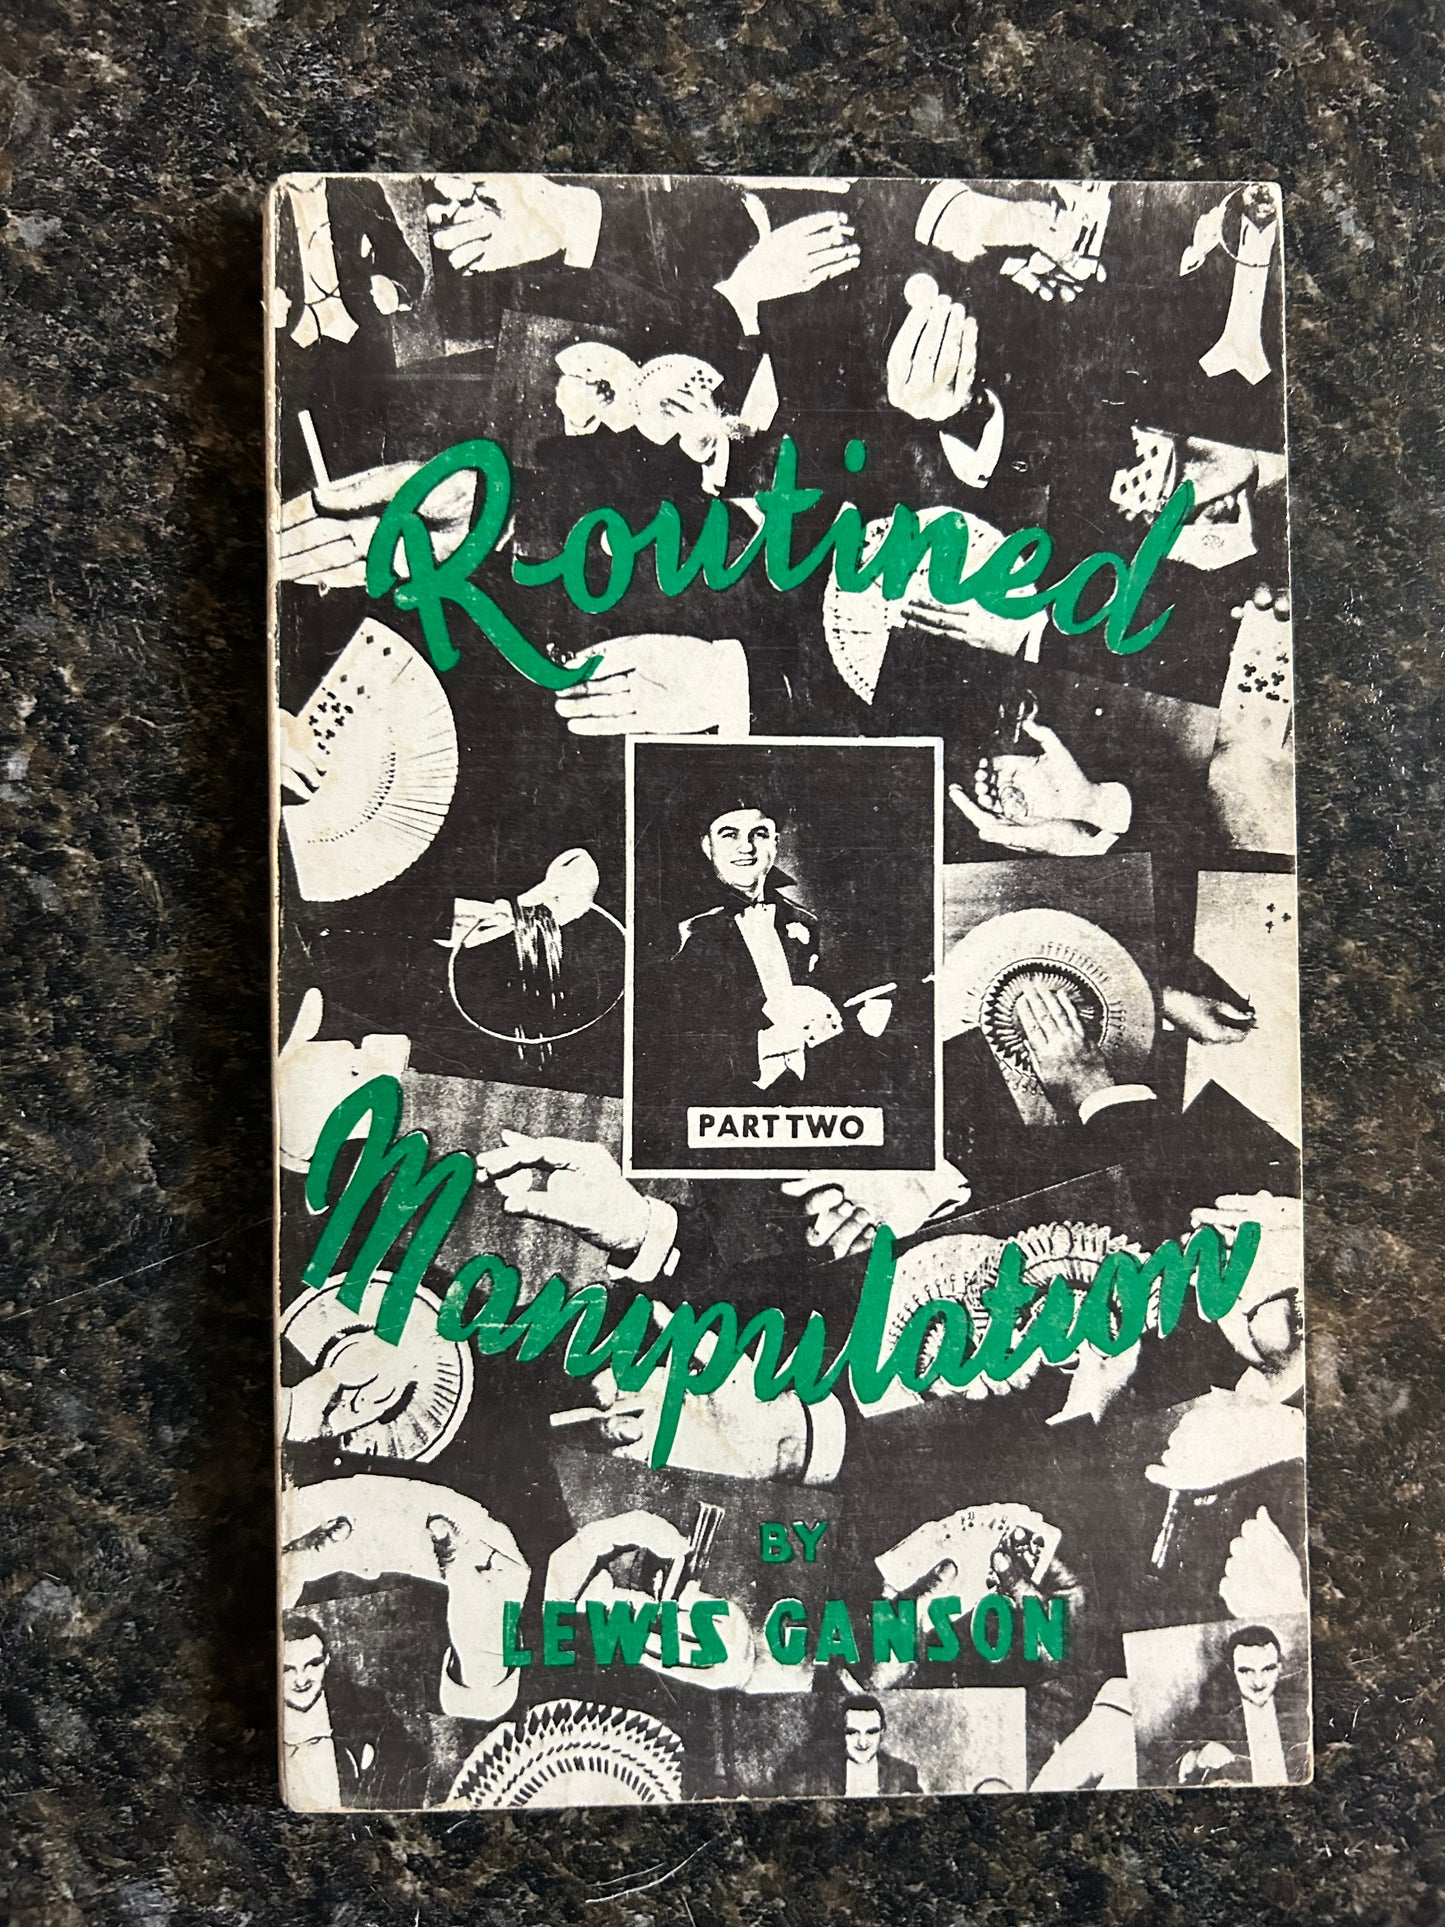 Routined
PART TWO
Manipulation
BY
LEWIS GANSON